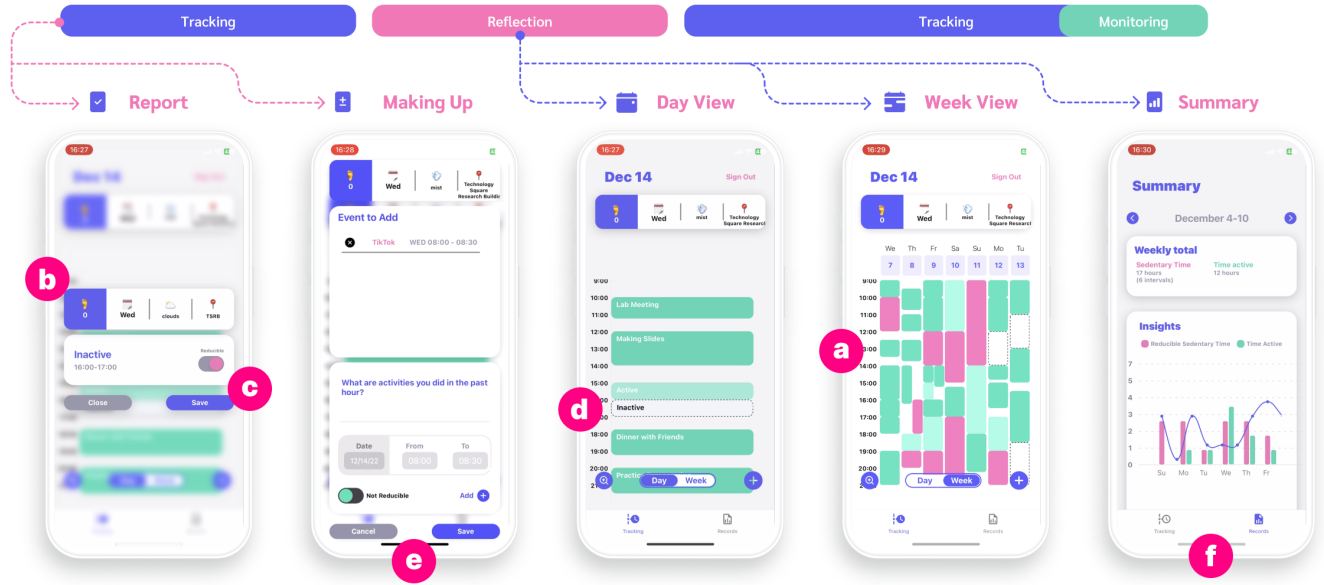 Tracking
Reflection
Tracking
Monitoring
Report
Making Up
Day View
Week View
Summary
b
16:27
Dec 14
0
Wed
clouds
TSRB
Inactive
16:00-17:00
Reducible
c
Close
Save
16:28
0
Wed
mist
Technology
Square
Research Buildin
Event to Add
TikTok WED 08:00 - 08:30
What are activities you did in the past
hour?
Date From To
12/14/22 08:00 08:30
Not Reducible
Add
Cancel
Save
e
16:27
Dec 14
Sign Out
0
Wed
mist
Technology
Square Researcl
9:00
10:00
Lab Meeting
11:00
12:00
Making Slides
13:00
14:00
15:00
Active
d
Inactive
18:00
Dinner with Friends
19:00
20:00
Practic
Day Week
Tracking
Records
16:29
Dec 14
Sign Out
0
Wed
mist
Technology
Square Researcl
We Th Fr Sa Su Mo Tu
7 8 9 10 11 12 13
9:00
10:00
11:00
12:00
a
13:00
14:00
15:00
16:00
17:00
18:00
19:00
20:00
Day Week
Tracking
Records
16:30
Summary
December 4-10
Weekly total
Sedentary Time
17 hours
(6 intervals)
Time active
12 hours
Insights
Reducible Sedentary Time
Time Active
7
5
4
3
2
1
0
Su Mo Tu We Th Fr
Tracking
Records
f